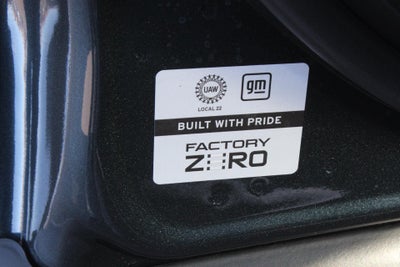 UAW gm
LOCAL 22
BUILT WITH PRIDE
FACTORY
ZERO